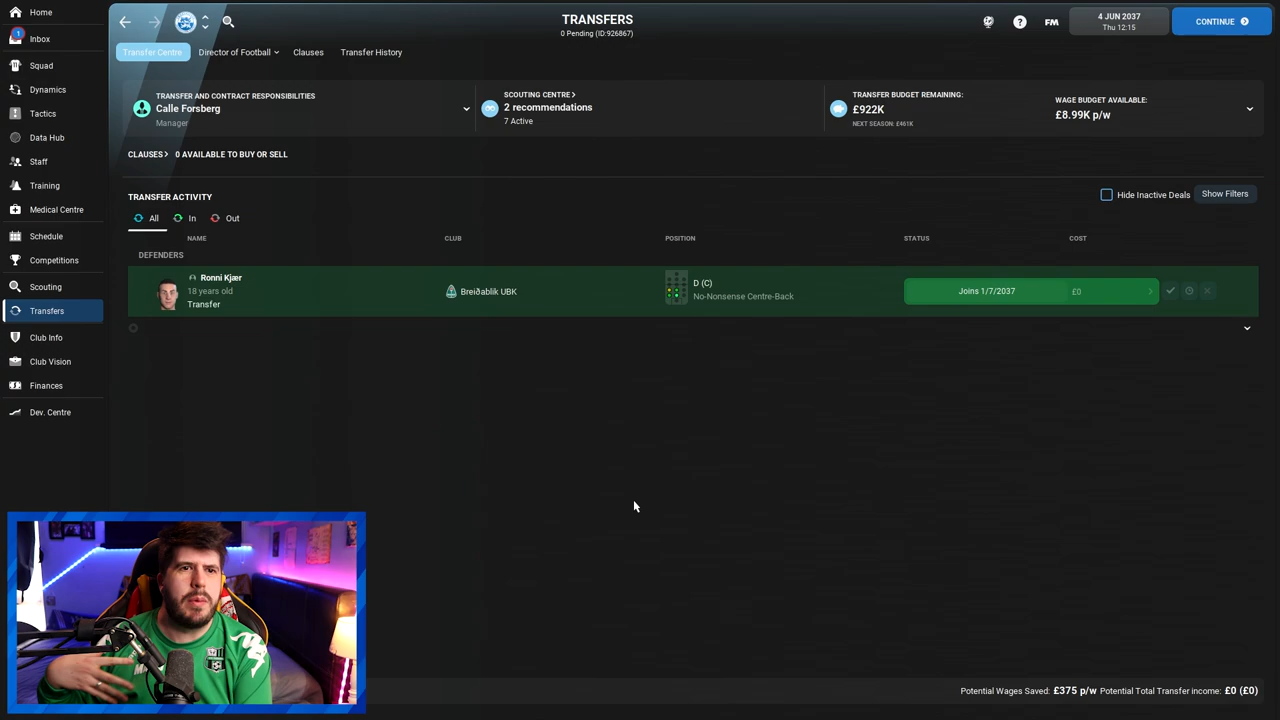 Home
1
Inbox
Squad
Dynamics
Tactics
Data Hub
Staff
Training
Medical Centre
Schedule
Competitions
Scouting
Transfers
Club Info
Club Vision
Finances
Dev. Centre
TRANSFERS
0 Pending (ID:926867)
?
FM
4 JUN 2037
Thu 12:15
CONTINUE
Transfer Centre
Director of Football
Clauses
Transfer History
TRANSFER AND CONTRACT RESPONSIBILITIES
Calle Forsberg
Manager
SCOUTING CENTRE >
2 recommendations
7 Active
TRANSFER BUDGET REMAINING:
£922K
NEXT SEASON: £461K
WAGE BUDGET AVAILABLE:
£8.99K p/w
CLAUSES > 0 AVAILABLE TO BUY OR SELL
TRANSFER ACTIVITY
Hide Inactive Deals
Show Filters
All
In
Out
NAME CLUB POSITION STATUS COST
DEFENDERS
Ronni Kjær
18 years old
Transfer
Breiðablik UBK
D (C)
No-Nonsense Centre-Back
Joins 1/7/2037
£0
Potential Wages Saved: £375 p/w Potential Total Transfer income: £0 (£0)